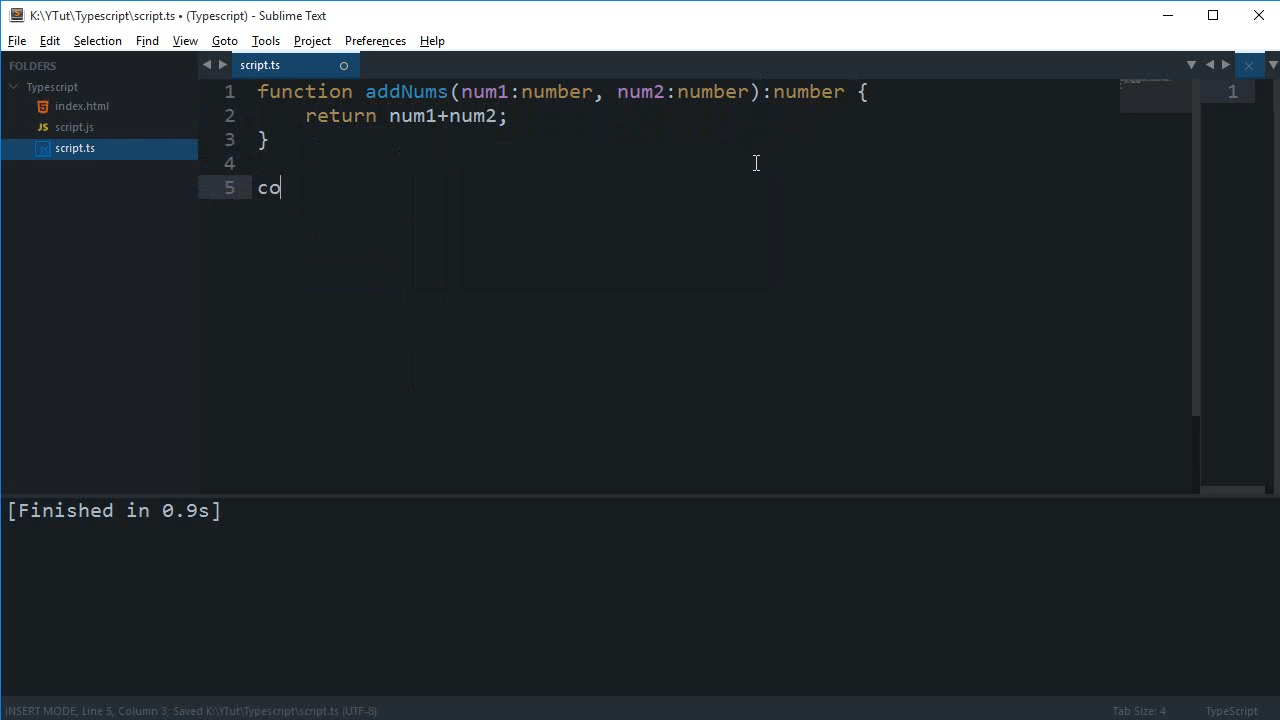 K:\YTut\Typescript\script.ts • (Typescript) - Sublime Text
File Edit Selection Find View Goto Tools Project Preferences Help
FOLDERS
Typescript
index.html
JS script.js
script.ts
script.ts
1 function addNums(num1:number, num2:number):number {
2 return num1+num2;
3 }
4
5 co
1
[Finished in 0.9s]
INSERT MODE, Line 5, Column 3; Saved K:\YTut\Typescript\script.ts (UTF-8)
Tab Size: 4
TypeScript